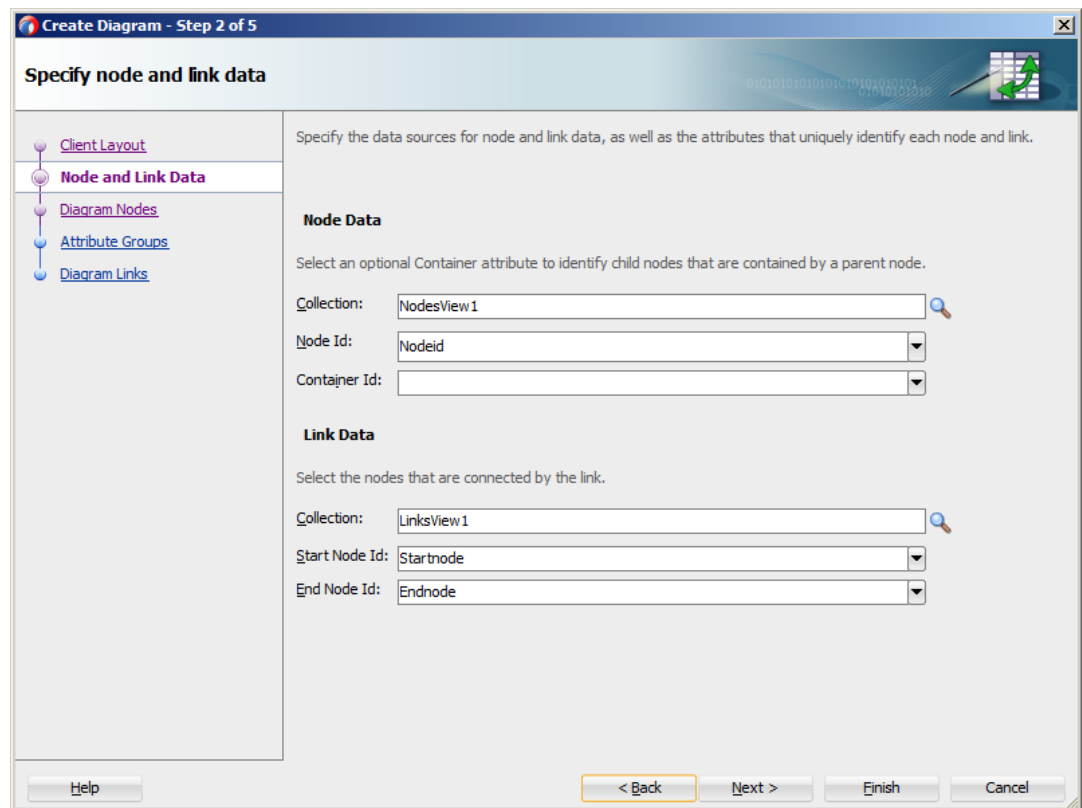 Create Diagram - Step 2 of 5
Specify node and link data
Client Layout
Node and Link Data
Diagram Nodes
Attribute Groups
Diagram Links
Specify the data sources for node and link data, as well as the attributes that uniquely identify each node and link.
Node Data
Select an optional Container attribute to identify child nodes that are contained by a parent node.
Collection: NodesView1
Node Id: Nodeid
Container Id:
Link Data
Select the nodes that are connected by the link.
Collection: LinksView1
Start Node Id: Startnode
End Node Id: Endnode
Help < Back Next > Finish Cancel